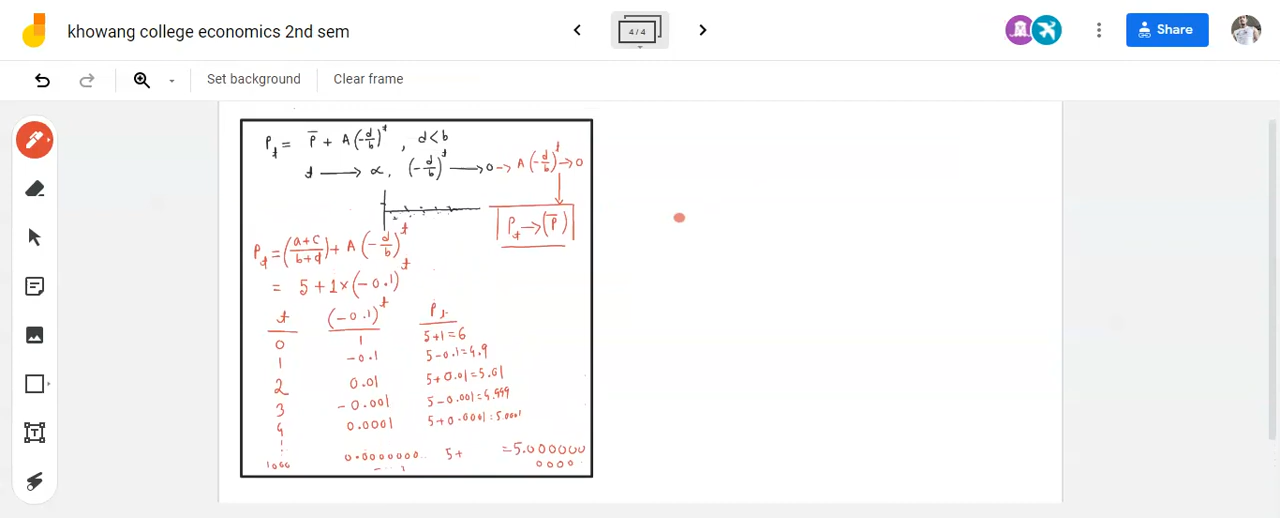 khowang college economics 2nd sem
4 / 4
Share
Set background
Clear frame
P_t = P̅ + A(-d/b)^t , d<b
t ⟶ α, (-d/b)^t ⟶ 0 → A(-d/b)^t → 0
P_t → (P̅)
P_t = ((a+c)/(b+d)) + A(-d/b)^t
= 5 + 1×(-0.1)^t
t (-0.1)^t P_t
0 1 5+1=6
1 -0.1 5-0.1=4.9
2 0.01 5+0.01=5.01
3 -0.001 5-0.001=4.999
4 0.0001 5+0.0001=5.0001
1000 0.0000000... 5+ =5.000000
0000